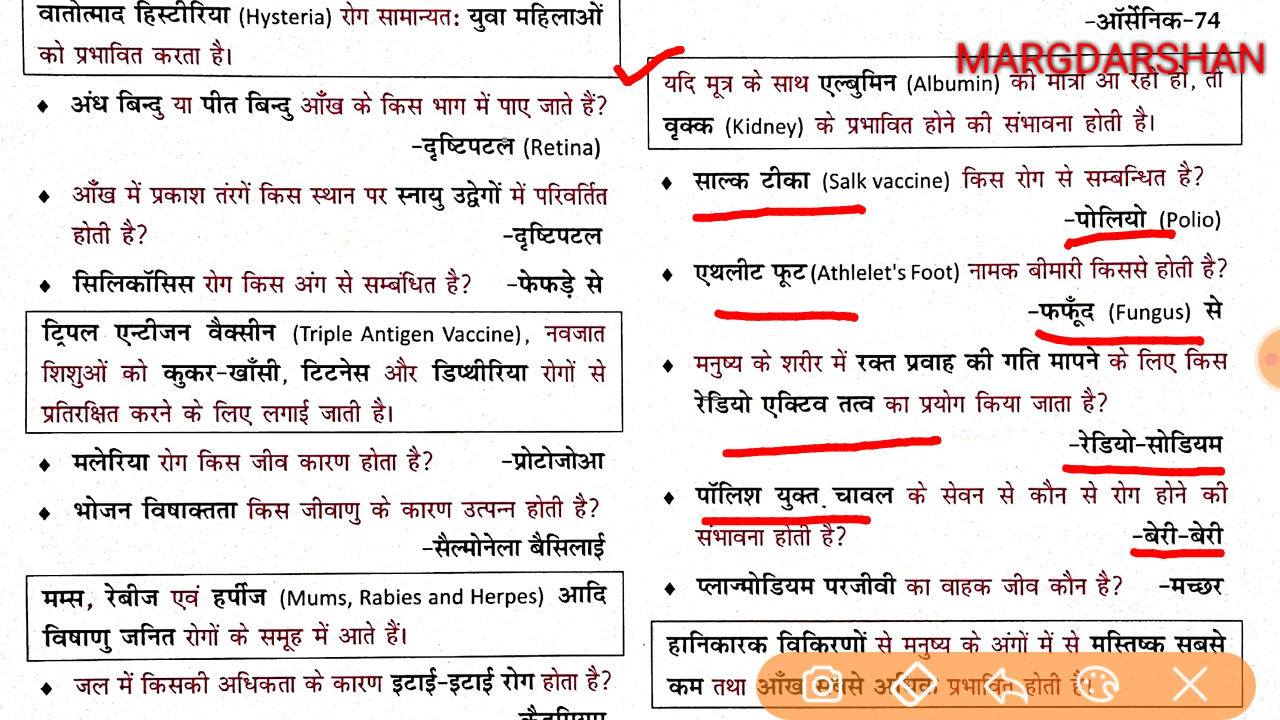 वातोत्माद हिस्टीरिया (Hysteria) रोग सामान्यत: युवा महिलाओं
को प्रभावित करता है।
♦ अंध बिन्दु या पीत बिन्दु आँख के किस भाग में पाए जाते हैं?
-दृष्टिपटल (Retina)
♦ आँख में प्रकाश तरंगें किस स्थान पर स्नायु उद्वेगों में परिवर्तित
होती है? -दृष्टिपटल
♦ सिलिकॉसिस रोग किस अंग से सम्बंधित है? -फेफड़े से
ट्रिपल एन्टीजन वैक्सीन (Triple Antigen Vaccine), नवजात
शिशुओं को कुकर-खाँसी, टिटनेस और डिप्थीरिया रोगों से
प्रतिरक्षित करने के लिए लगाई जाती है।
♦ मलेरिया रोग किस जीव कारण होता है? -प्रोटोजोआ
♦ भोजन विषाक्तता किस जीवाणु के कारण उत्पन्न होती है?
-सैल्मोनेला बैसिलाई
मम्स, रेबीज एवं हर्पीज (Mums, Rabies and Herpes) आदि
विषाणु जनित रोगों के समूह में आते हैं।
♦ जल में किसकी अधिकता के कारण इटाई-इटाई रोग होता है?
-ऑर्सेनिक-74
MARGDARSHAN
यदि मूत्र के साथ एल्बुमिन (Albumin) की मात्रा आ रही हो, तो
वृक्क (Kidney) के प्रभावित होने की संभावना होती है।
♦ साल्क टीका (Salk vaccine) किस रोग से सम्बन्धित है?
-पोलियो (Polio)
♦ एथलीट फूट (Athlelet's Foot) नामक बीमारी किससे होती है?
-फफूँद (Fungus) से
♦ मनुष्य के शरीर में रक्त प्रवाह की गति मापने के लिए किस
रेडियो एक्टिव तत्व का प्रयोग किया जाता है?
-रेडियो-सोडियम
♦ पॉलिश युक्त चावल के सेवन से कौन से रोग होने की
संभावना होती है? -बेरी-बेरी
♦ प्लाज्मोडियम परजीवी का वाहक जीव कौन है? -मच्छर
हानिकारक विकिरणों से मनुष्य के अंगों में से मस्तिष्क सबसे
कम तथा आँख सबसे प्रभावित होती है।